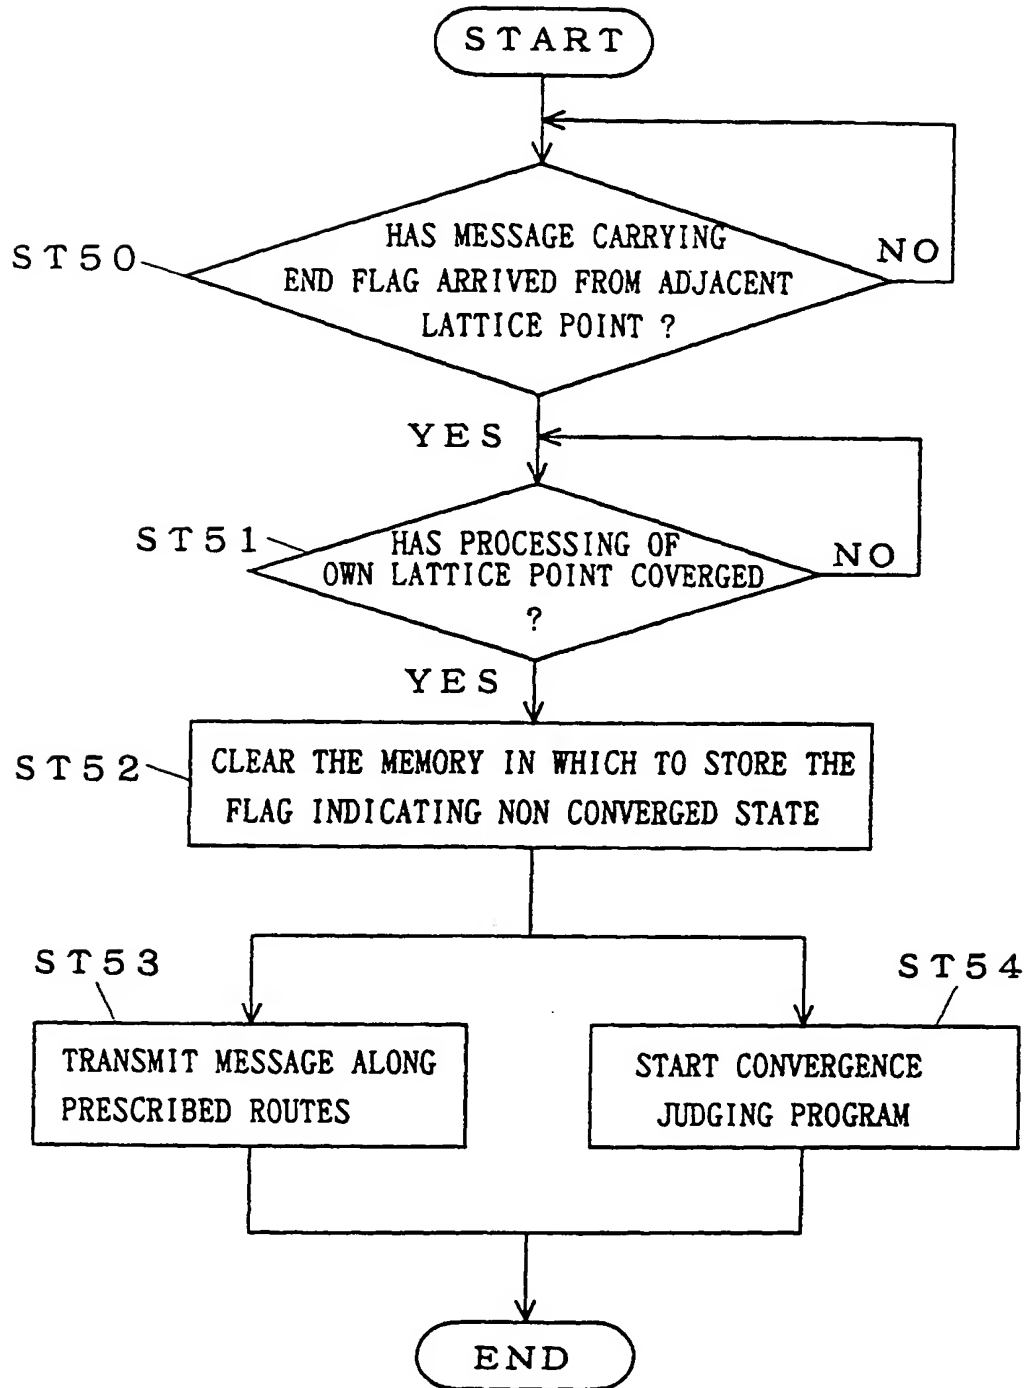 START
HAS MESSAGE CARRYING
END FLAG ARRIVED FROM ADJACENT
LATTICE POINT ?
ST50
NO
YES
HAS PROCESSING OF
OWN LATTICE POINT COVERGED
?
ST51
NO
YES
ST52
CLEAR THE MEMORY IN WHICH TO STORE THE
FLAG INDICATING NON CONVERGED STATE
ST53
TRANSMIT MESSAGE ALONG
PRESCRIBED ROUTES
ST54
START CONVERGENCE
JUDGING PROGRAM
END